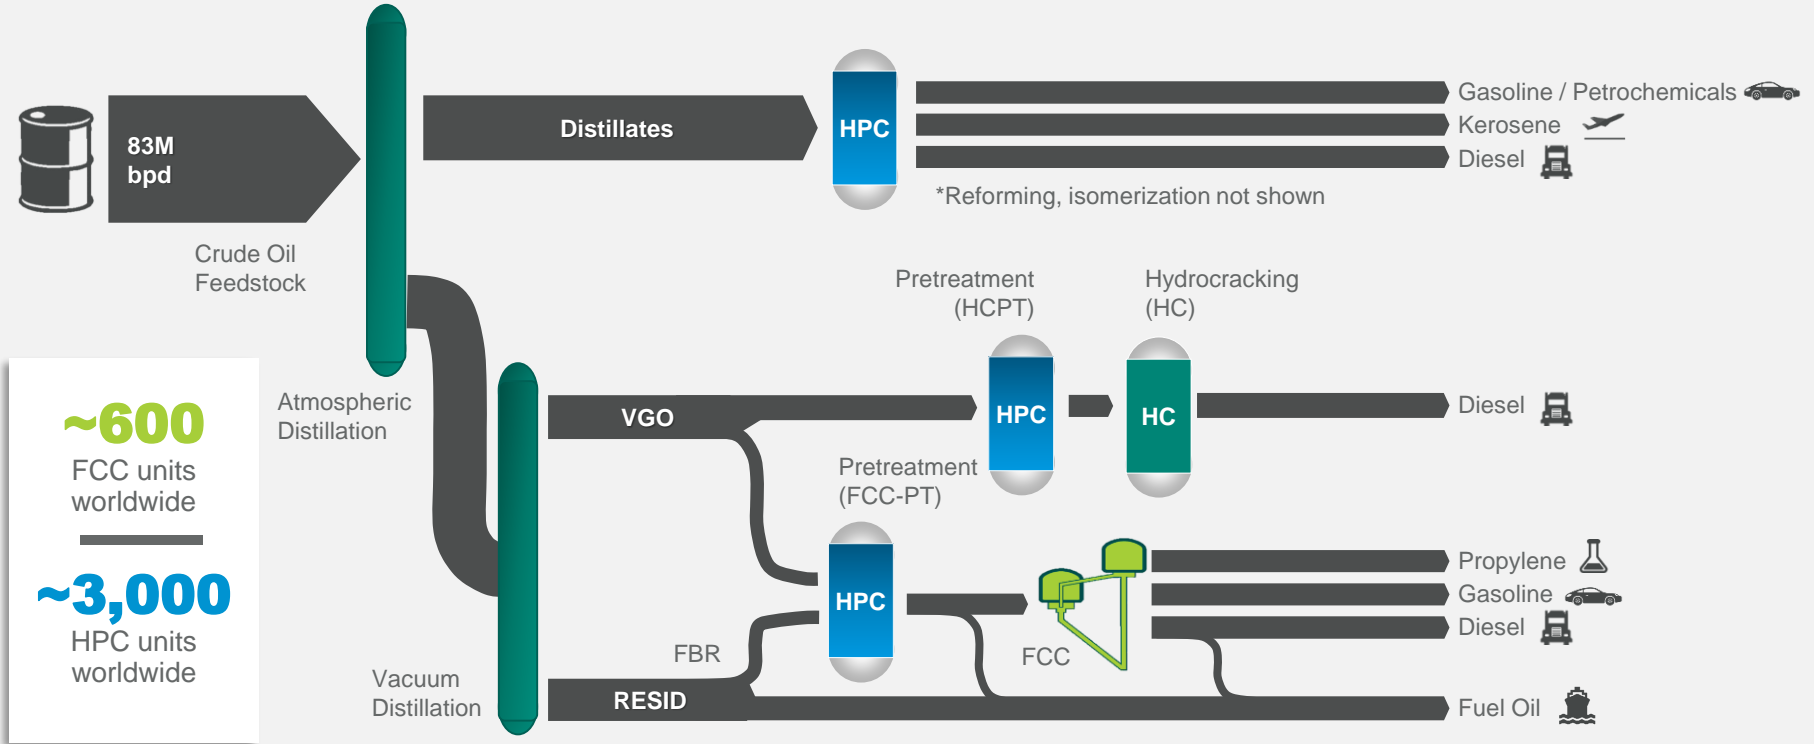 83M
bpd
Crude Oil
Feedstock
Distillates
HPC
Gasoline / Petrochemicals
Kerosene
Diesel
*Reforming, isomerization not shown
Atmospheric
Distillation
~600
FCC units
worldwide
~3,000
HPC units
worldwide
Vacuum
Distillation
VGO
Pretreatment
(HCPT)
HPC
Hydrocracking
(HC)
HC
Diesel
Pretreatment
(FCC-PT)
HPC
FBR
RESID
FCC
Propylene
Gasoline
Diesel
Fuel Oil